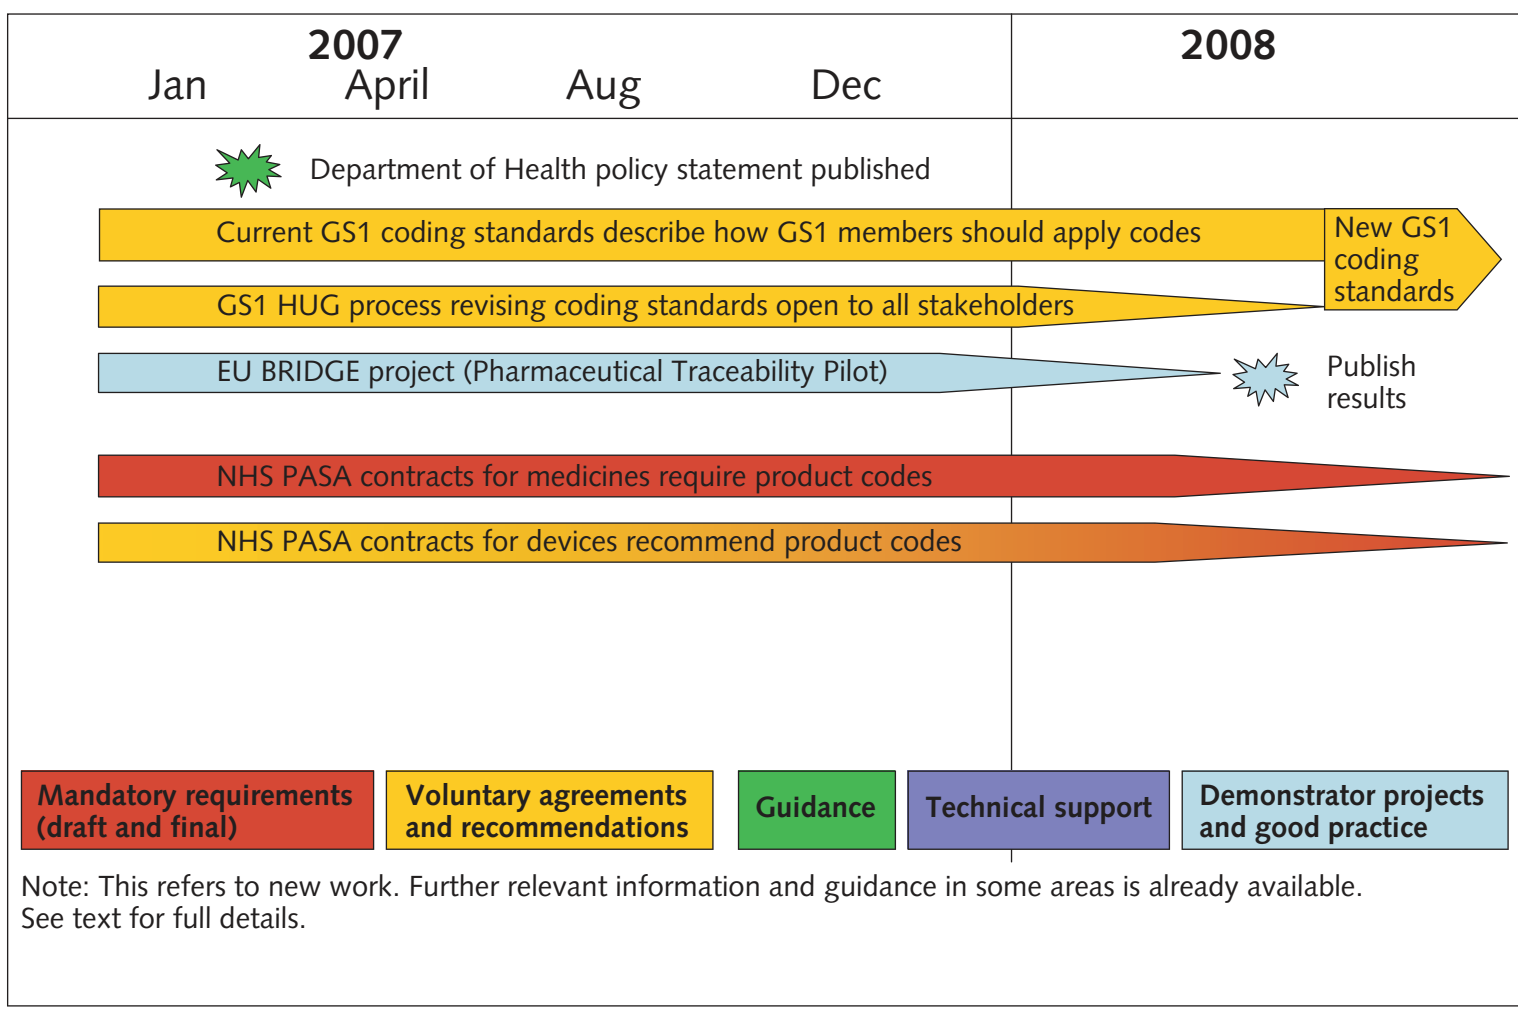 2007
2008
Jan April Aug Dec
Department of Health policy statement published
Current GS1 coding standards describe how GS1 members should apply codes
New GS1
coding
standards
GS1 HUG process revising coding standards open to all stakeholders
EU BRIDGE project (Pharmaceutical Traceability Pilot)
Publish
results
NHS PASA contracts for medicines require product codes
NHS PASA contracts for devices recommend product codes
Mandatory requirements
(draft and final)
Voluntary agreements
and recommendations
Guidance
Technical support
Demonstrator projects
and good practice
Note: This refers to new work. Further relevant information and guidance in some areas is already available.
See text for full details.